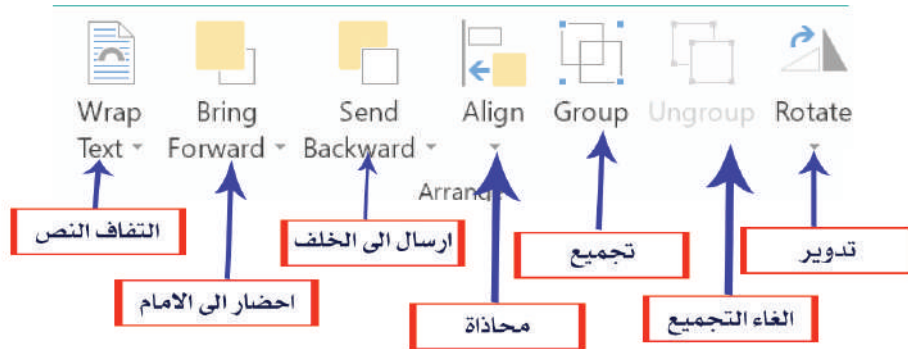 Wrap Text
Bring Forward
Send Backward
Align
Group
Ungroup
Rotate
Arrang
التفاف النص
احضار الى الامام
ارسال الى الخلف
محاذاة
تجميع
الغاء التجميع
تدوير